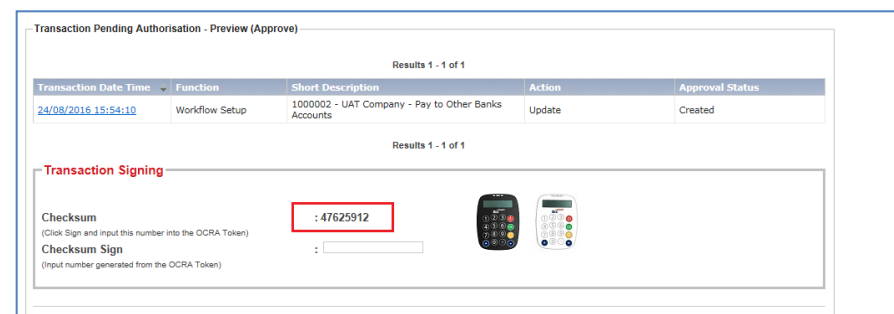 Transaction Pending Authorisation - Preview (Approve)
Results 1 - 1 of 1
Transaction Date Time Function Short Description Action Approval Status
24/08/2016 15:54:10 Workflow Setup 1000002 - UAT Company - Pay to Other Banks Accounts Update Created
Results 1 - 1 of 1
Transaction Signing
Checksum : 47625912
(Click Sign and input this number into the OCRA Token)
Checksum Sign :
(Input number generated from the OCRA Token)